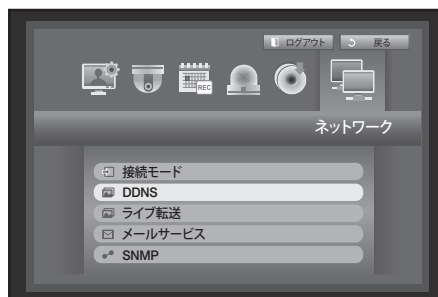 ログアウト
戻る
REC
ネットワーク
接続モード
DDNS
ライブ転送
メールサービス
SNMP